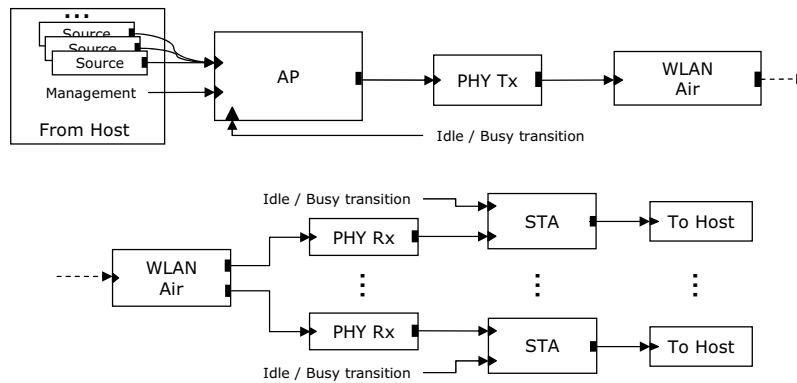 ...
Source
Source
Source
Management
From Host
AP
PHY Tx
WLAN
Air
Idle / Busy transition
Idle / Busy transition
STA
To Host
PHY Rx
WLAN
Air
PHY Rx
STA
To Host
Idle / Busy transition